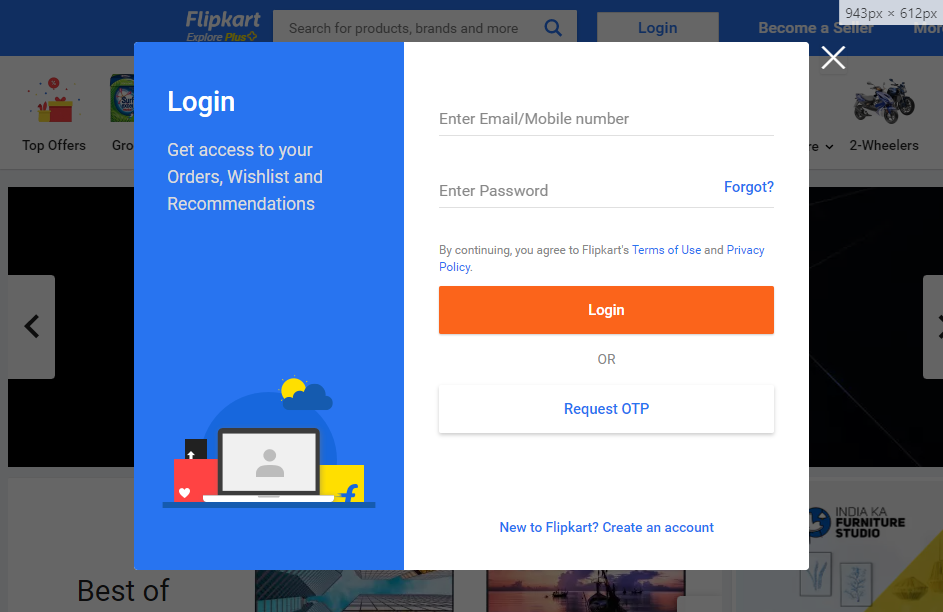 943px × 612px
Flipkart
Explore Plus
Search for products, brands and more
Login
Become a Seller
Mor
Top Offers
Gro
re
2-Wheelers
Login
Get access to your
Orders, Wishlist and
Recommendations
Enter Email/Mobile number
Enter Password
Forgot?
By continuing, you agree to Flipkart's Terms of Use and Privacy
Policy.
Login
OR
Request OTP
New to Flipkart? Create an account
INDIA KA
FURNITURE
STUDIO
Best of